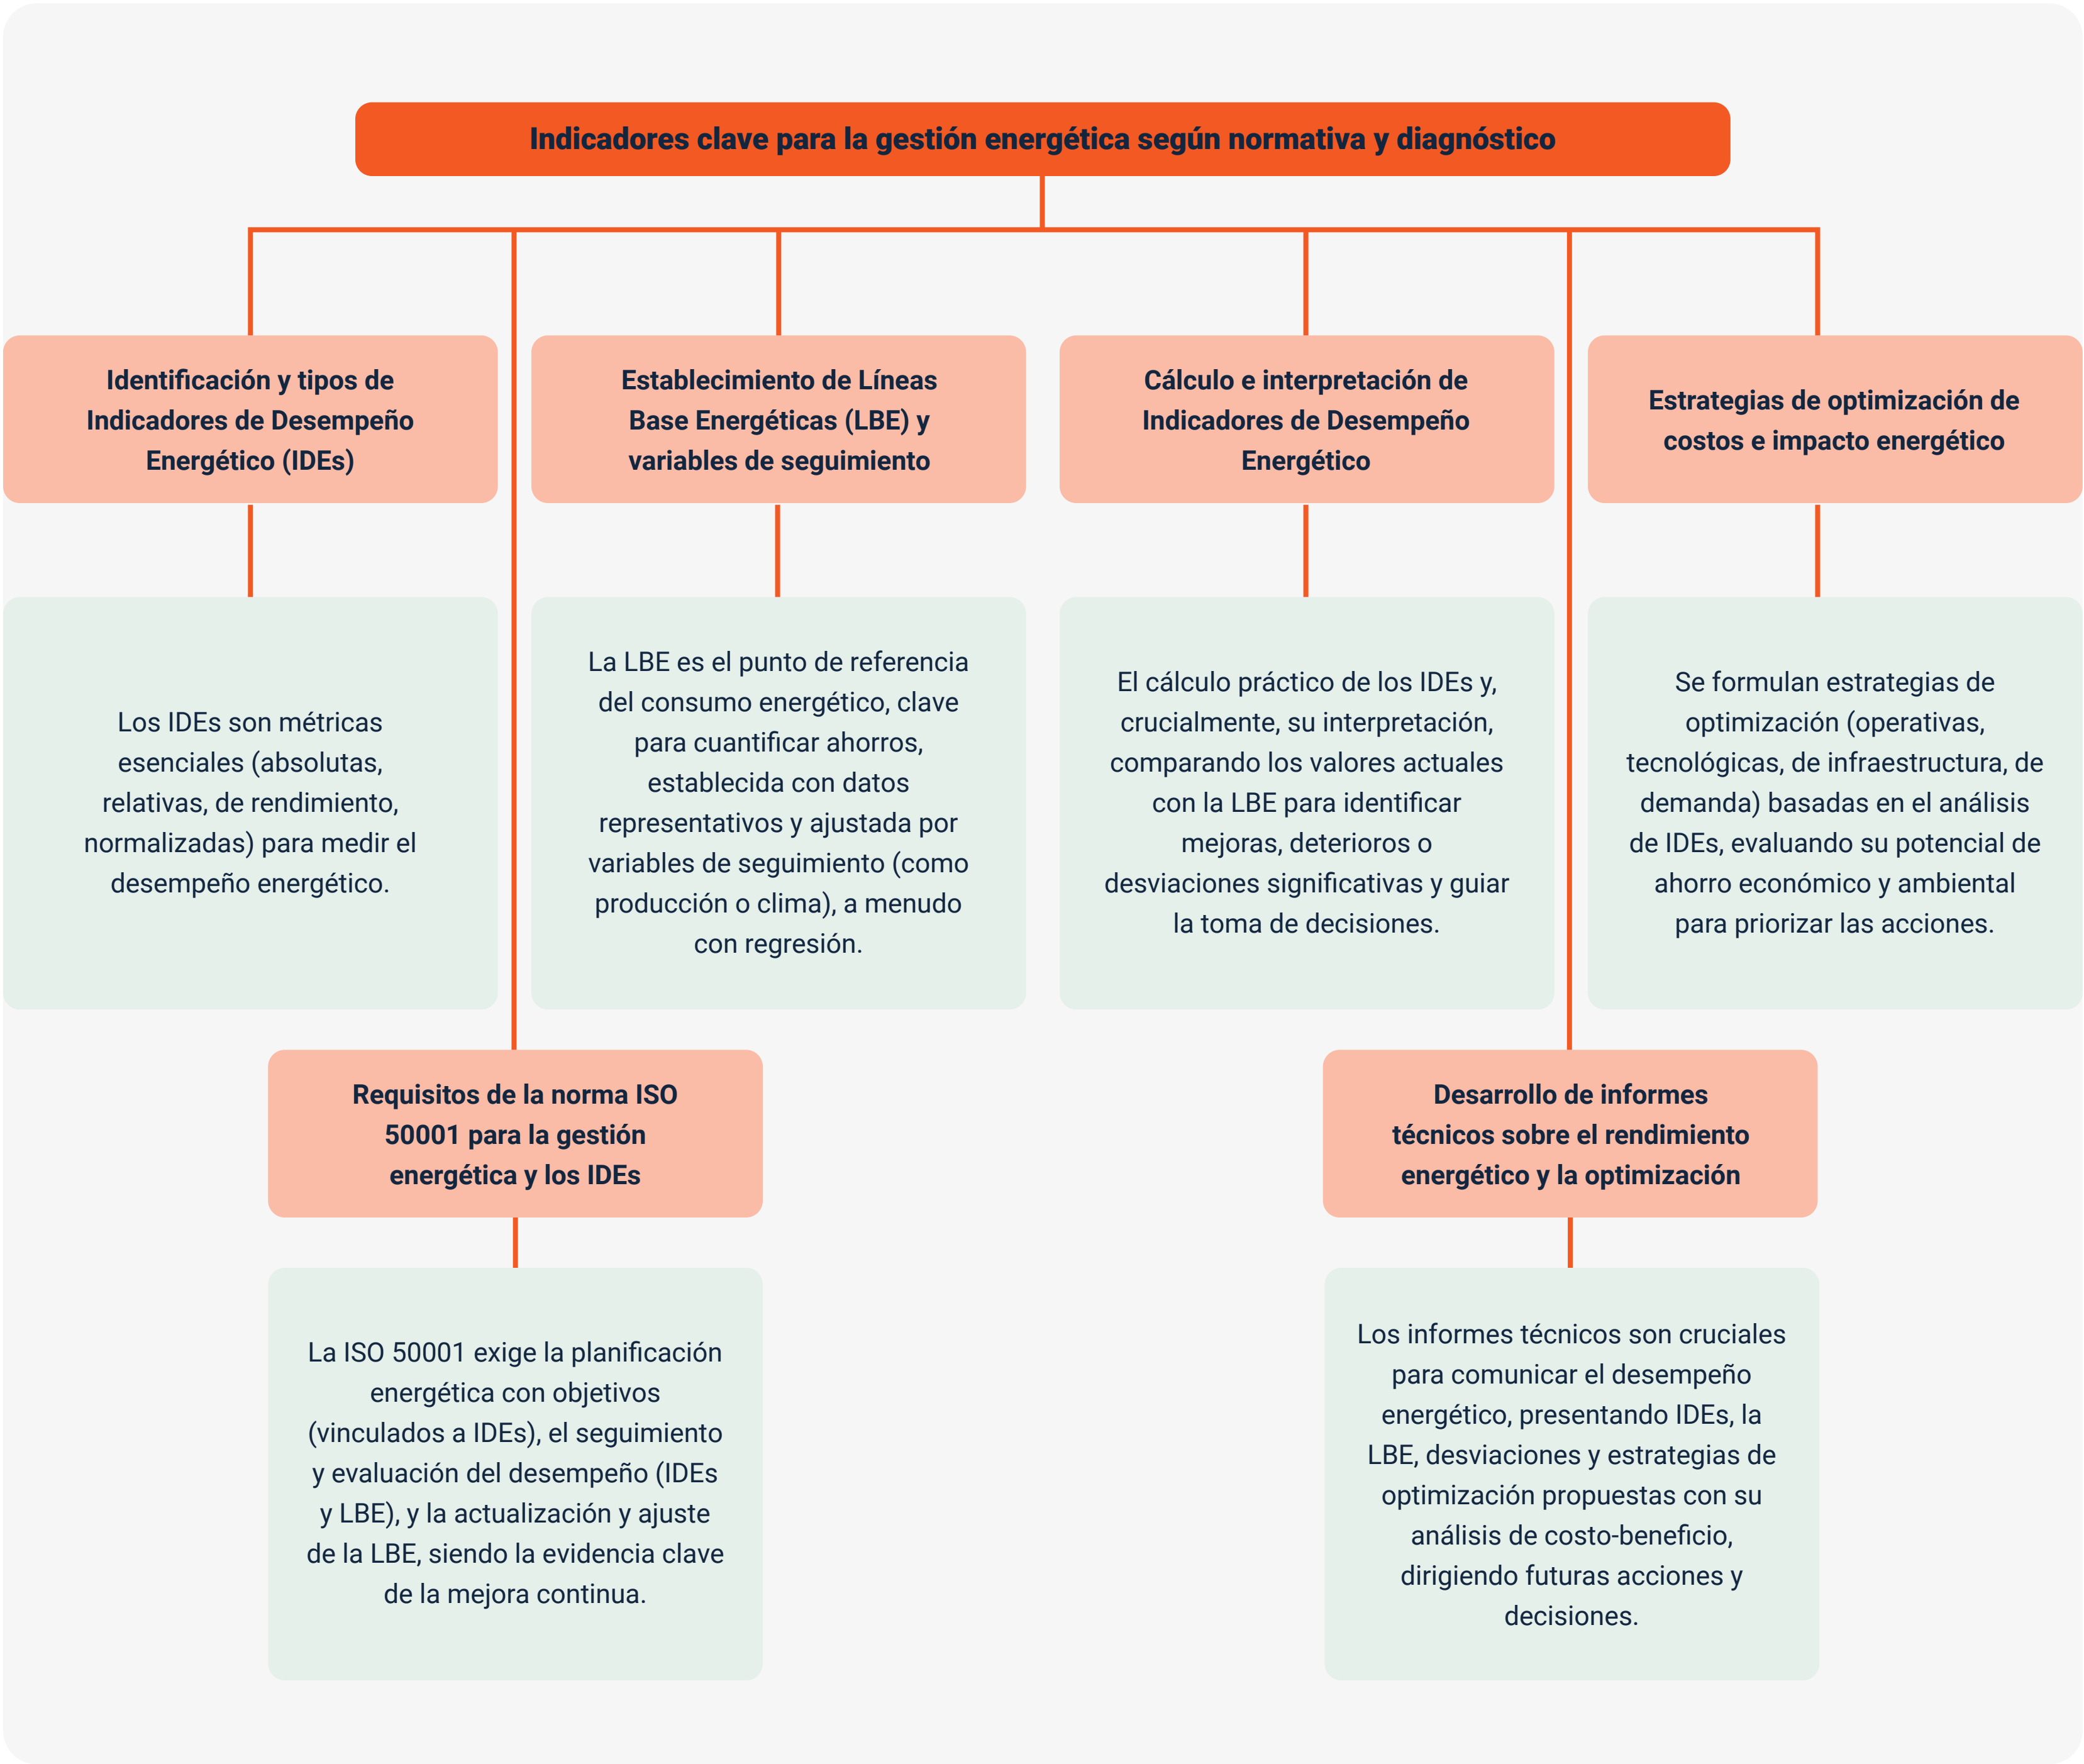 Indicadores clave para la gestión energética según normativa y diagnóstico
Identificación y tipos de
Indicadores de Desempeño
Energético (IDEs)
Establecimiento de Líneas
Base Energéticas (LBE) y
variables de seguimiento
Cálculo e interpretación de
Indicadores de Desempeño
Energético
Estrategias de optimización de
costos e impacto energético
Los IDEs son métricas
esenciales (absolutas,
relativas, de rendimiento,
normalizadas) para medir el
desempeño energético.
La LBE es el punto de referencia
del consumo energético, clave
para cuantificar ahorros,
establecida con datos
representativos y ajustada por
variables de seguimiento (como
producción o clima), a menudo
con regresión.
El cálculo práctico de los IDEs y,
crucialmente, su interpretación,
comparando los valores actuales
con la LBE para identificar
mejoras, deterioros o
desviaciones significativas y guiar
la toma de decisiones.
Se formulan estrategias de
optimización (operativas,
tecnológicas, de infraestructura, de
demanda) basadas en el análisis
de IDEs, evaluando su potencial de
ahorro económico y ambiental
para priorizar las acciones.
Requisitos de la norma ISO
50001 para la gestión
energética y los IDEs
Desarrollo de informes
técnicos sobre el rendimiento
energético y la optimización
La ISO 50001 exige la planificación
energética con objetivos
(vinculados a IDEs), el seguimiento
y evaluación del desempeño (IDEs
y LBE), y la actualización y ajuste
de la LBE, siendo la evidencia clave
de la mejora continua.
Los informes técnicos son cruciales
para comunicar el desempeño
energético, presentando IDEs, la
LBE, desviaciones y estrategias de
optimización propuestas con su
análisis de costo-beneficio,
dirigiendo futuras acciones y
decisiones.